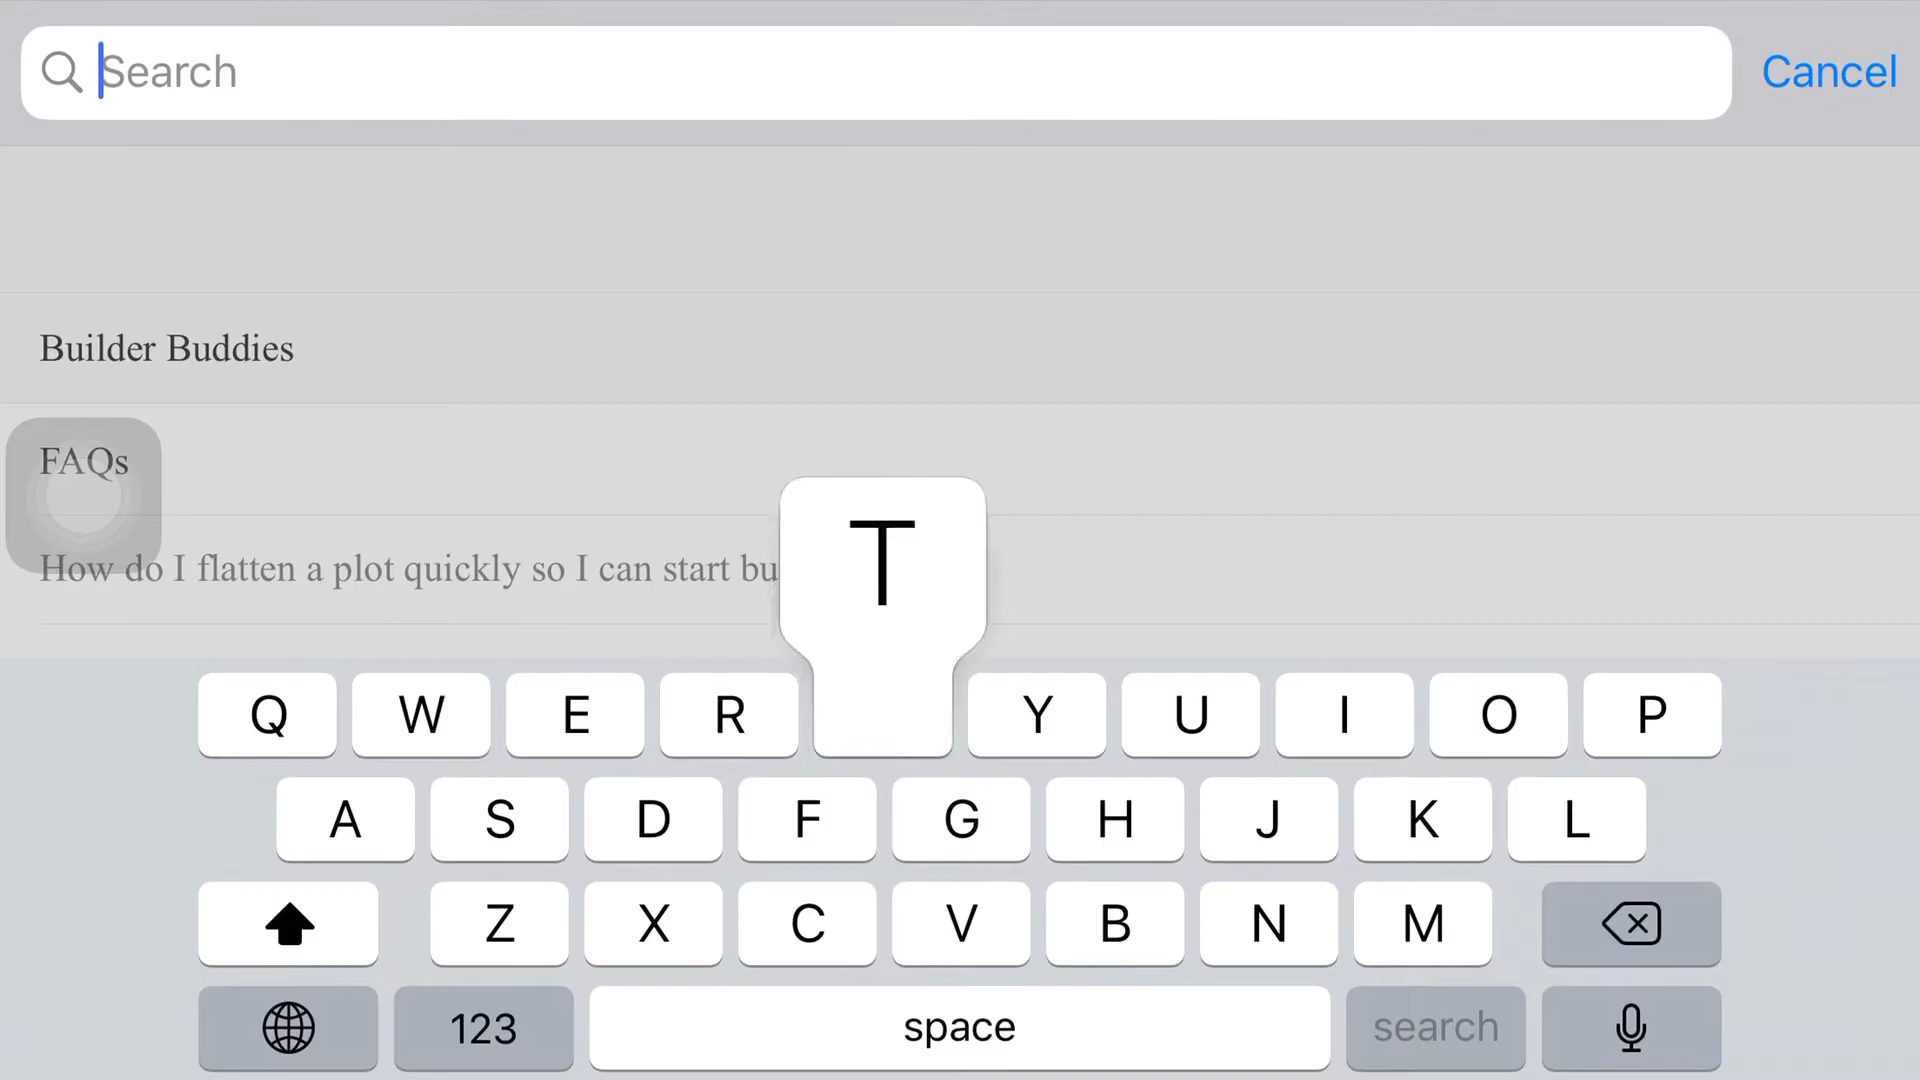 Search
Cancel
Builder Buddies
FAQs
How do I flatten a plot quickly so I can start bu
T
Q W E R Y U I O P
A S D F G H J K L
Z X C V B N M
123 space search